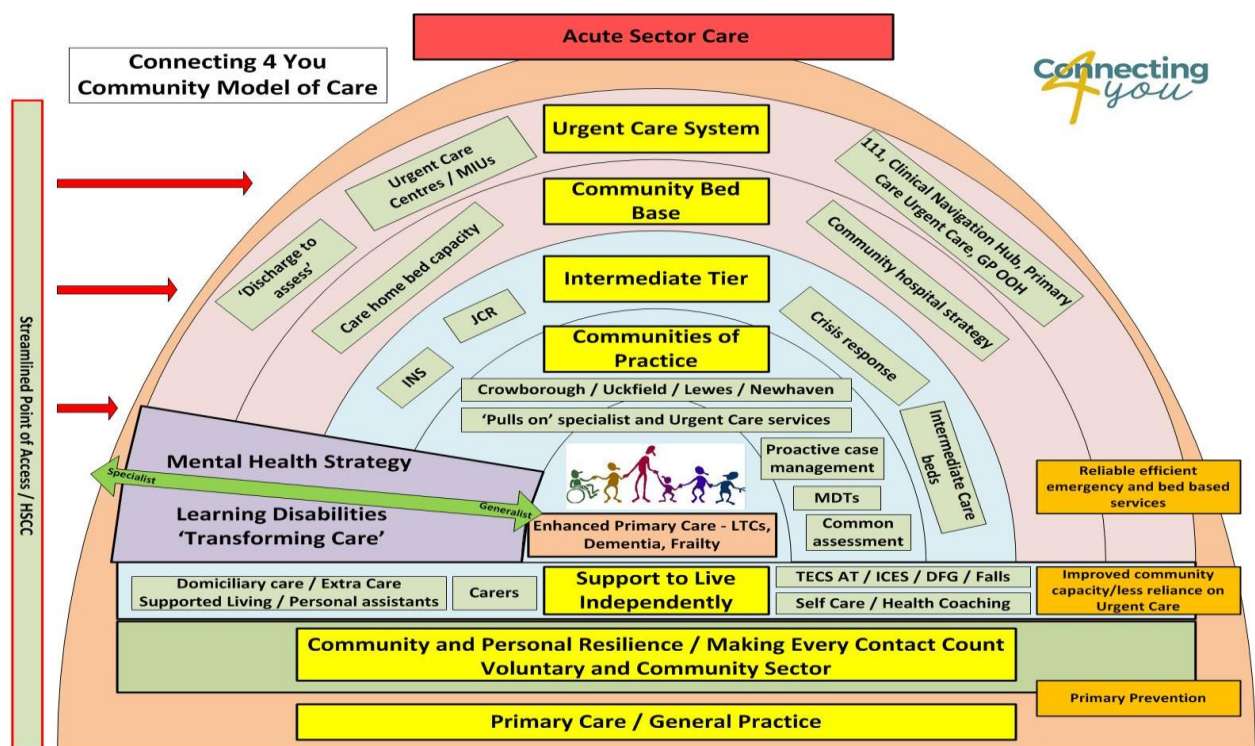 Acute Sector Care
Connecting 4 You
Community Model of Care
Connecting
4 you
Urgent Care System
Urgent Care
Centres / MIUs
111, Clinical Navigation Hub, Primary
Care Urgent Care, GP OOH
Community Bed
Base
'Discharge to
assess'
Care home bed capacity
Community hospital strategy
Intermediate Tier
JCR
INS
Crisis response
Communities of
Practice
Crowborough / Uckfield / Lewes / Newhaven
'Pulls on' specialist and Urgent Care services
Streamlined Point of Access / HSCC
Mental Health Strategy
Specialist
Generalist
Learning Disabilities
'Transforming Care'
Proactive case
management
MDTs
Common
assessment
Intermediate Care
beds
Enhanced Primary Care - LTCs,
Dementia, Frailty
Reliable efficient
emergency and bed based
services
Domiciliary care / Extra Care
Supported Living / Personal assistants
Carers
Support to Live
Independently
TECS AT / ICES / DFG / Falls
Self Care / Health Coaching
Improved community
capacity/less reliance on
Urgent Care
Community and Personal Resilience / Making Every Contact Count
Voluntary and Community Sector
Primary Prevention
Primary Care / General Practice